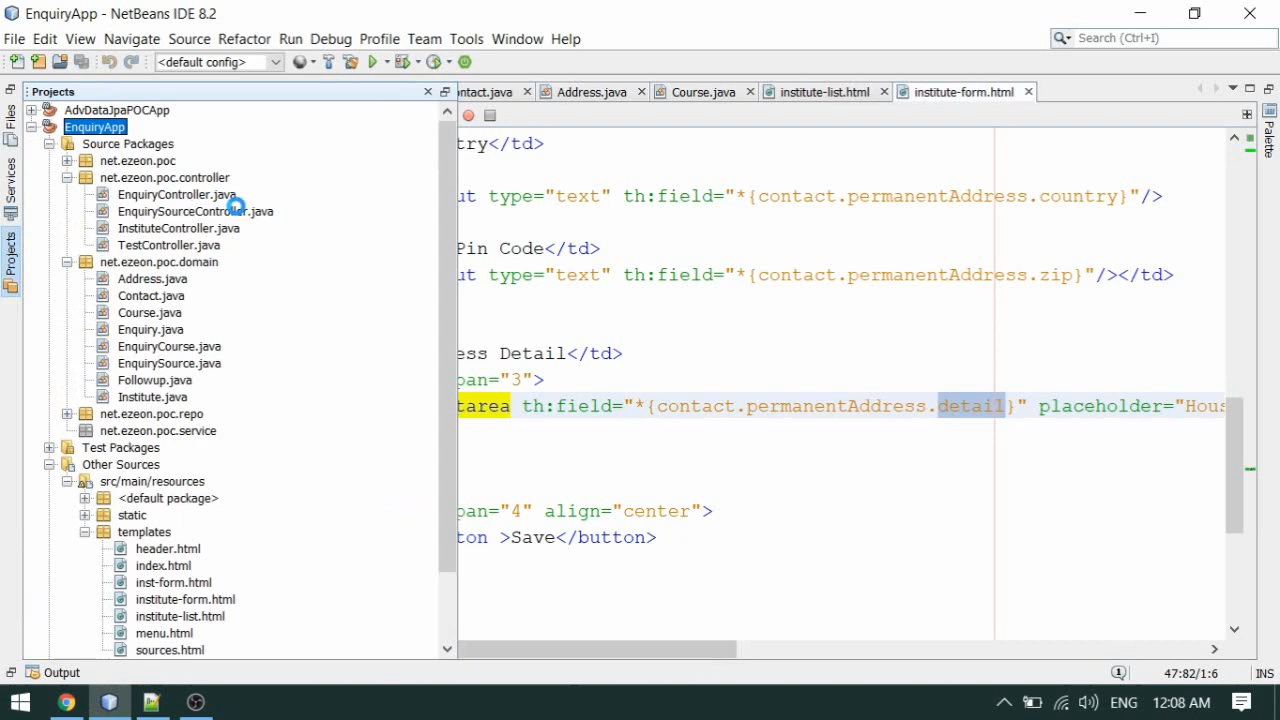 EnquiryApp - NetBeans IDE 8.2
File Edit View Navigate Source Refactor Run Debug Profile Team Tools Window Help
Search (Ctrl+I)
<default config>
Projects
ontact.java
Address.java
Course.java
institute-list.html
institute-form.html
Files
Services
Projects
Palette
AdvDataJpaPOCApp
EnquiryApp
Source Packages
net.ezeon.poc
net.ezeon.poc.controller
EnquiryController.java
EnquirySourceController.java
InstituteController.java
TestController.java
net.ezeon.poc.domain
Address.java
Contact.java
Course.java
Enquiry.java
EnquiryCourse.java
EnquirySource.java
Followup.java
Institute.java
net.ezeon.poc.repo
net.ezeon.poc.service
Test Packages
Other Sources
src/main/resources
<default package>
static
templates
header.html
index.html
inst-form.html
institute-form.html
institute-list.html
menu.html
sources.html
try</td>
ut type="text" th:field="*{contact.permanentAddress.country}"/>
Pin Code</td>
ut type="text" th:field="*{contact.permanentAddress.zip}"/></td>
ess Detail</td>
pan="3">
tarea th:field="*{contact.permanentAddress.detail}" placeholder="Hous
pan="4" align="center">
ton >Save</button>
Output
1
47:82/1:6
INS
ENG
12:08 AM